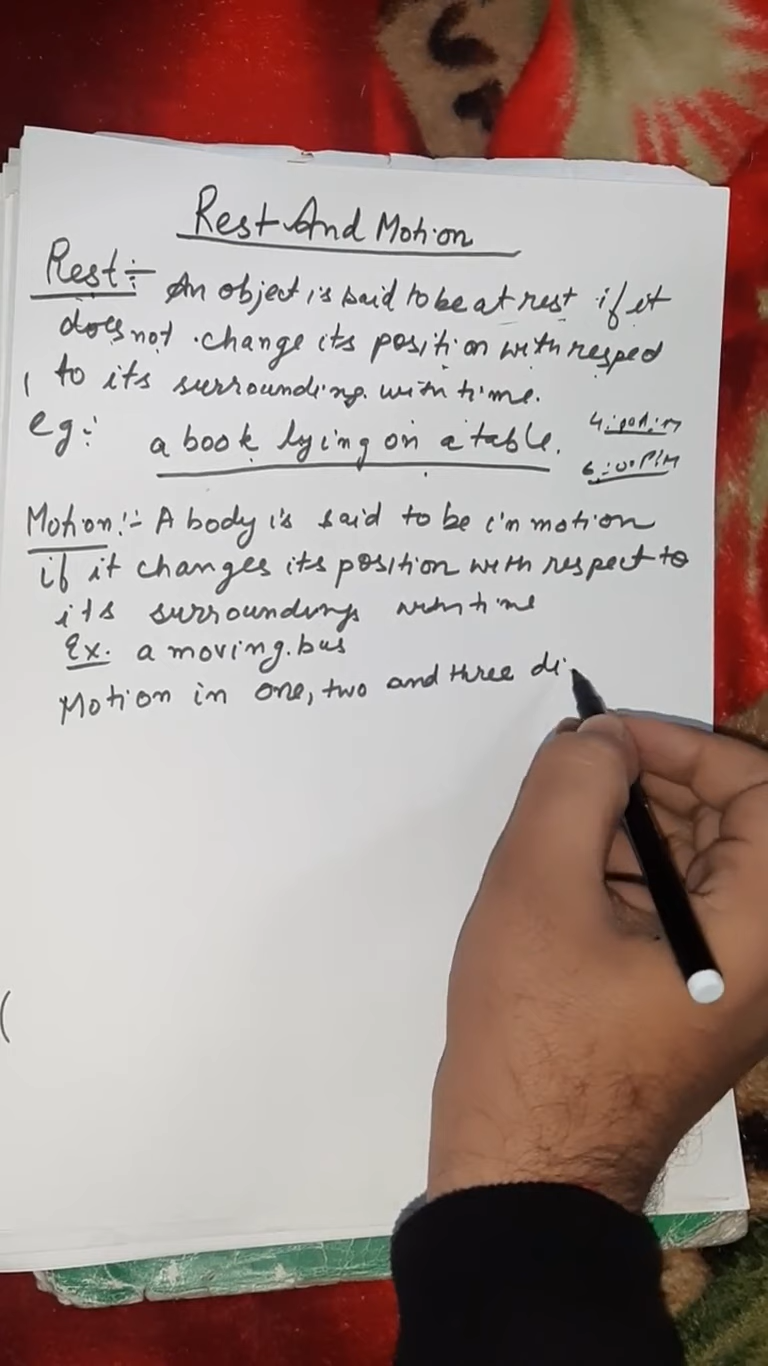 Rest And Motion
Rest:- An object is said to be at rest if it
does not change its position with resped
to its surrounding with time.
eg:- a book lying on a table.
6:00 PM
Motion:- A body is said to be in motion
if it changes its position with respect to
its surroundings with time
Ex. a moving bus
Motion in one, two and three di